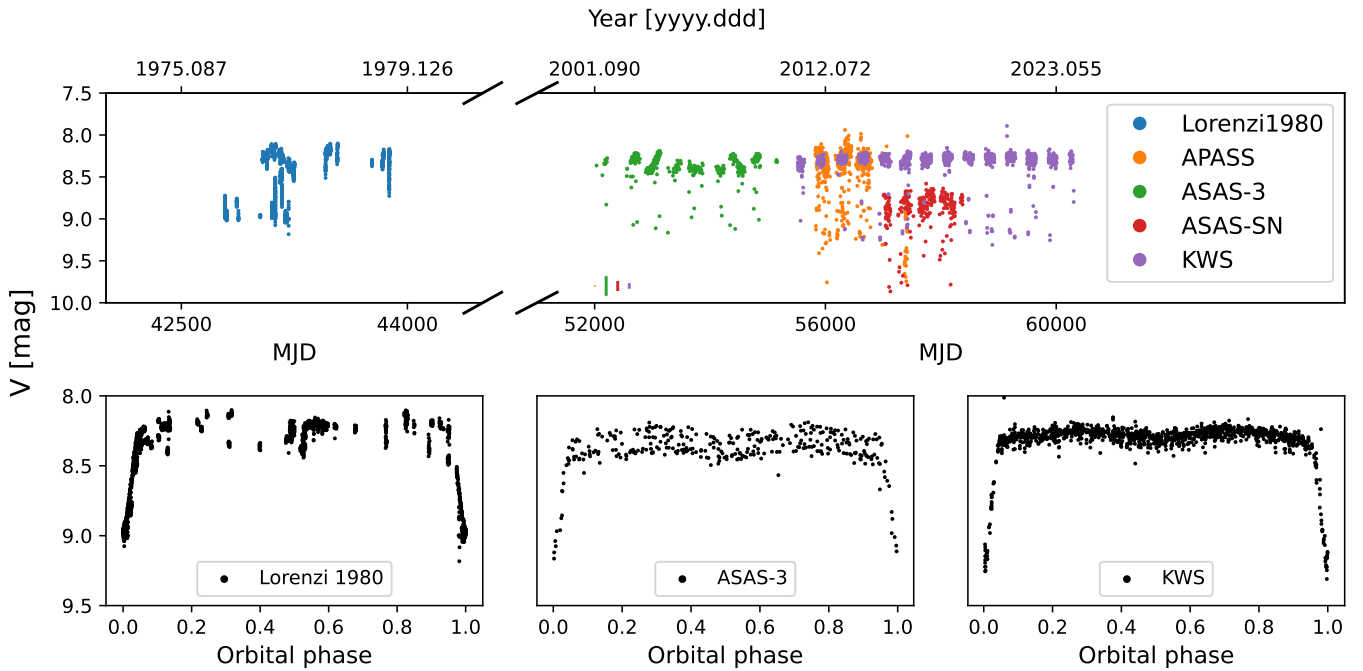 Year [yyyy.ddd]
1975.087 1979.126 2001.090 2012.072 2023.055
7.5
8.0
8.5
9.0
9.5
10.0
Lorenzi1980
APASS
ASAS-3
ASAS-SN
KWS
42500 44000 52000 56000 60000
MJD MJD
V [mag]
8.0
8.5
9.0
9.5
Lorenzi 1980
ASAS-3
KWS
0.0 0.2 0.4 0.6 0.8 1.0
0.0 0.2 0.4 0.6 0.8 1.0
0.0 0.2 0.4 0.6 0.8 1.0
Orbital phase
Orbital phase
Orbital phase